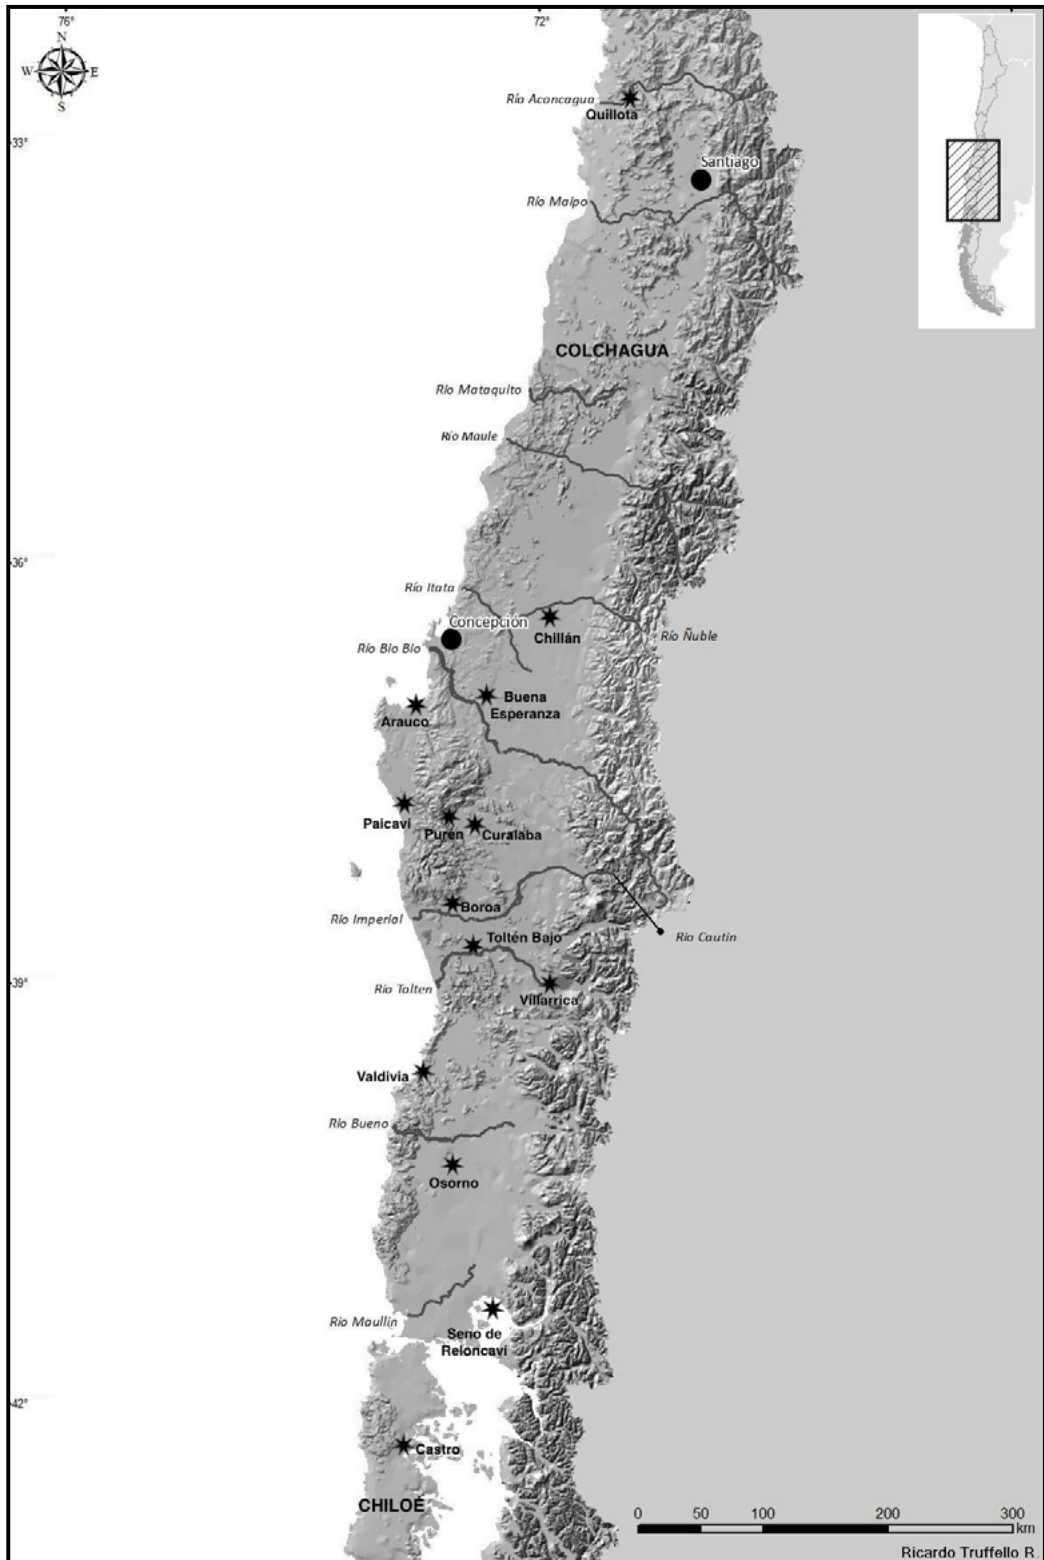 76°
72°
N
W
E
S
Río Aconcagua
Quillota
33°
Santiago
Río Maipo
COLCHAGUA
Río Mataquito
Río Maule
36°
Río Itata
Concepción
Chillán
Río Ñuble
Río Bio Bio
Buena
Esperanza
Arauco
Paicaví
Purén
Curalaba
Boroa
Río Imperial
Toltén Bajo
Río Cautín
39°
Río Tolten
Villarrica
Valdivia
Río Bueno
Osorno
Río Maullín
Seno de
Reloncaví
42°
Castro
CHILOÉ
0 50 100 200 300
km
Ricardo Truffello R.